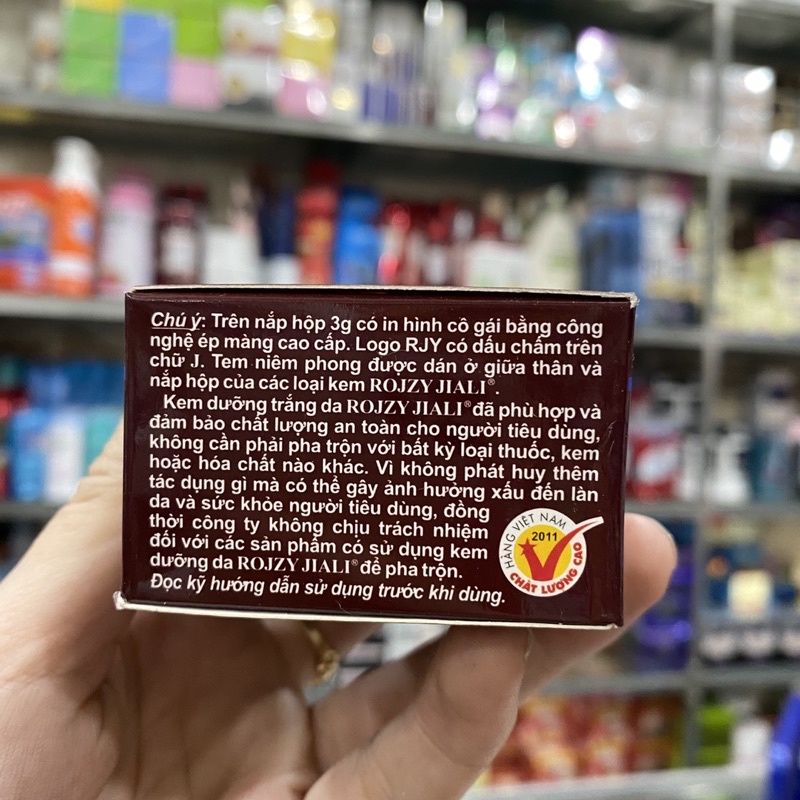 Chú ý: Trên nắp hộp 3g có in hình cô gái bằng công
nghệ ép màng cao cấp. Logo RJY có dấu chấm trên
chữ J. Tem niêm phong được dán ở giữa thân và
nắp hộp của các loại kem ROJZY JIALI®.
Kem dưỡng trắng da ROJZY JIALI® đã phù hợp và
đảm bảo chất lượng an toàn cho người tiêu dùng,
không cần phải pha trộn với bất kỳ loại thuốc, kem
hoặc hóa chất nào khác. Vì không phát huy thêm
tác dụng gì mà có thể gây ảnh hưởng xấu đến làn
da và sức khỏe người tiêu dùng, đồng
thời công ty không chịu trách nhiệm
đối với các sản phẩm có sử dụng kem
dưỡng da ROJZY JIALI® để pha trộn.
Đọc kỹ hướng dẫn sử dụng trước khi dùng.
HÀNG VIỆT NAM
2011
CHẤT LƯỢNG CAO